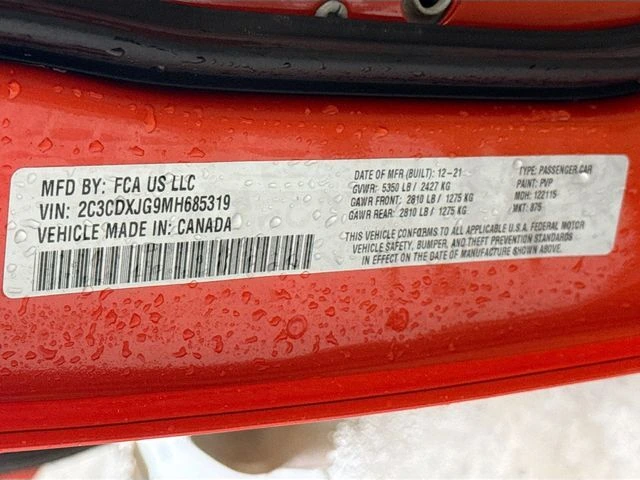 MFD BY: FCA US LLC
VIN: 2C3CDXJG9MH685319
VEHICLE MADE IN: CANADA
DATE OF MFR (BUILT): 12-21
GVWR: 5350 LB / 2427 KG
GAWR FRONT: 2810 LB / 1275 KG
GAWR REAR: 2810 LB / 1275 KG
TYPE: PASSENGER CAR
PAINT: PVP
MDH: 122115
MKT: 875
THIS VEHICLE CONFORMS TO ALL APPLICABLE U.S.A. FEDERAL MOTOR
VEHICLE SAFETY, BUMPER, AND THEFT PREVENTION STANDARDS
IN EFFECT ON THE DATE OF MANUFACTURE SHOWN ABOVE.